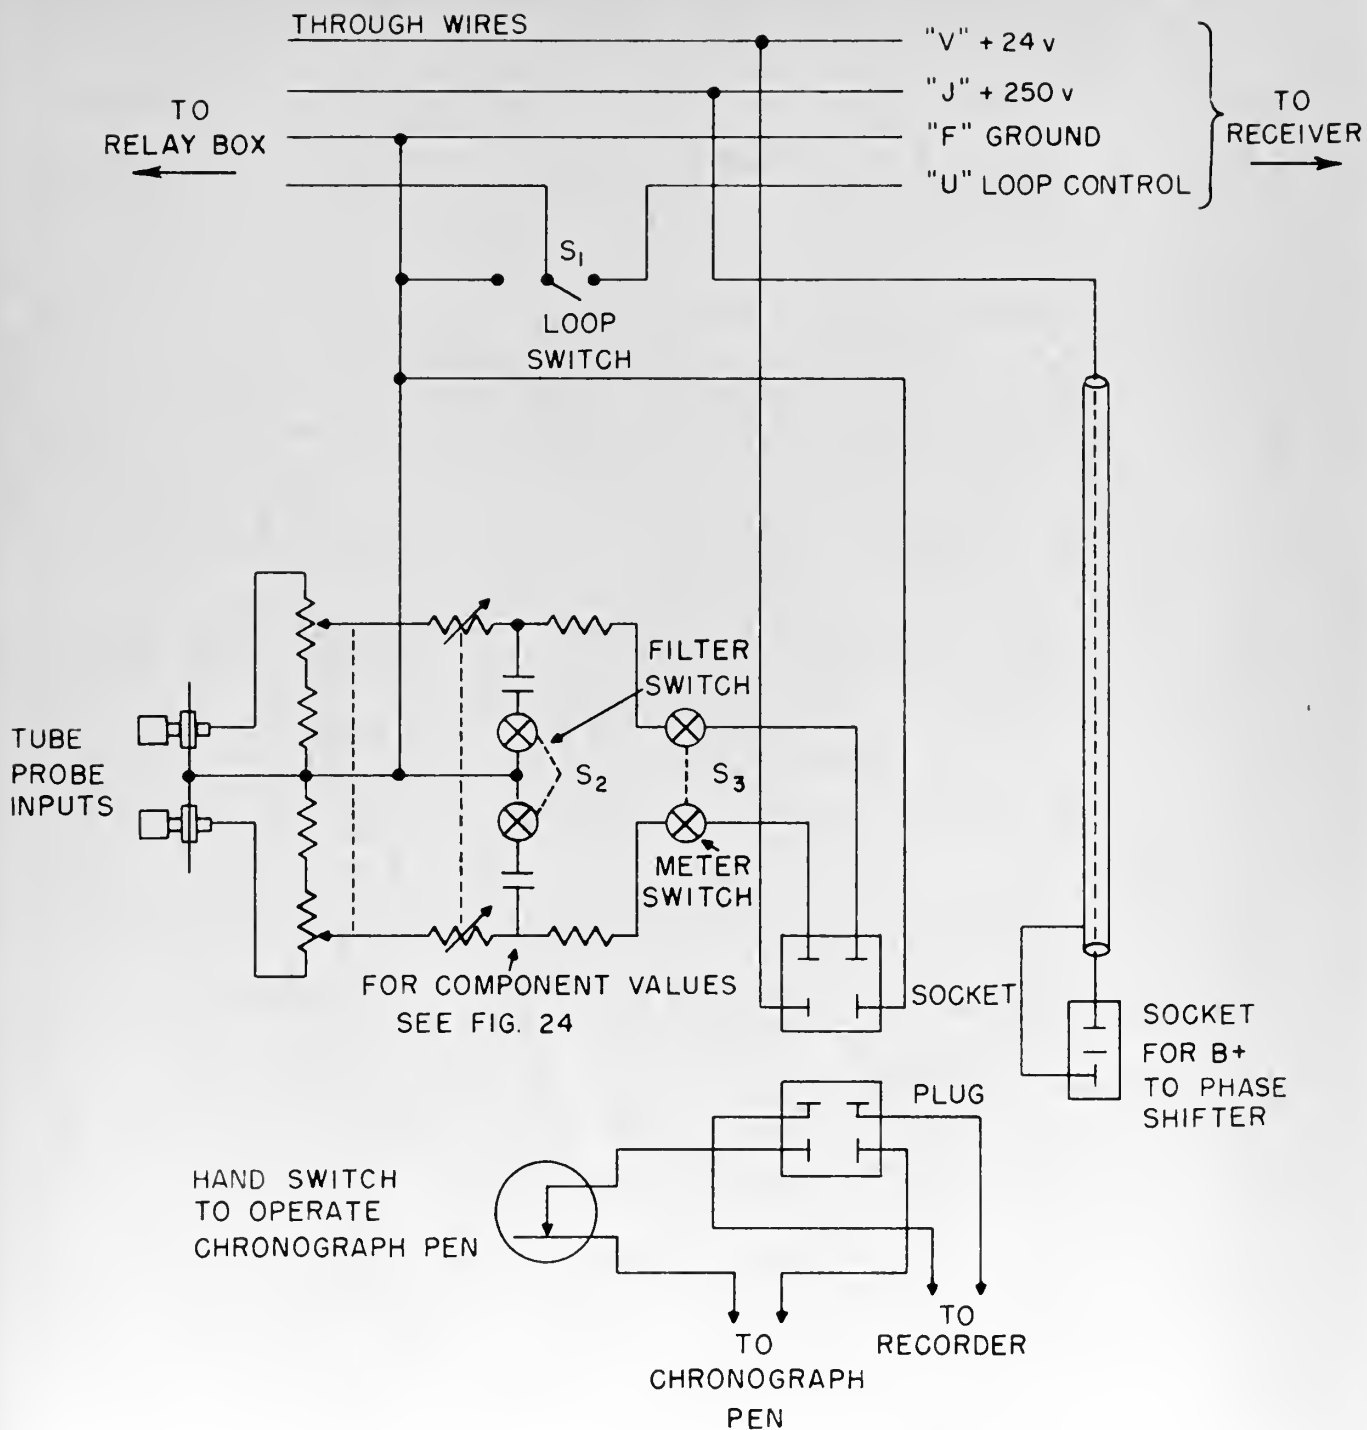 THROUGH WIRES
"V" + 24 v
"J" + 250 v
"F" GROUND
"U" LOOP CONTROL
TO
RELAY BOX
TO
RECEIVER
S1
LOOP
SWITCH
FILTER
SWITCH
TUBE
PROBE
INPUTS
S2
S3
METER
SWITCH
FOR COMPONENT VALUES
SEE FIG. 24
SOCKET
SOCKET
FOR B+
TO PHASE
SHIFTER
PLUG
HAND SWITCH
TO OPERATE
CHRONOGRAPH PEN
TO
RECORDER
TO
CHRONOGRAPH
PEN